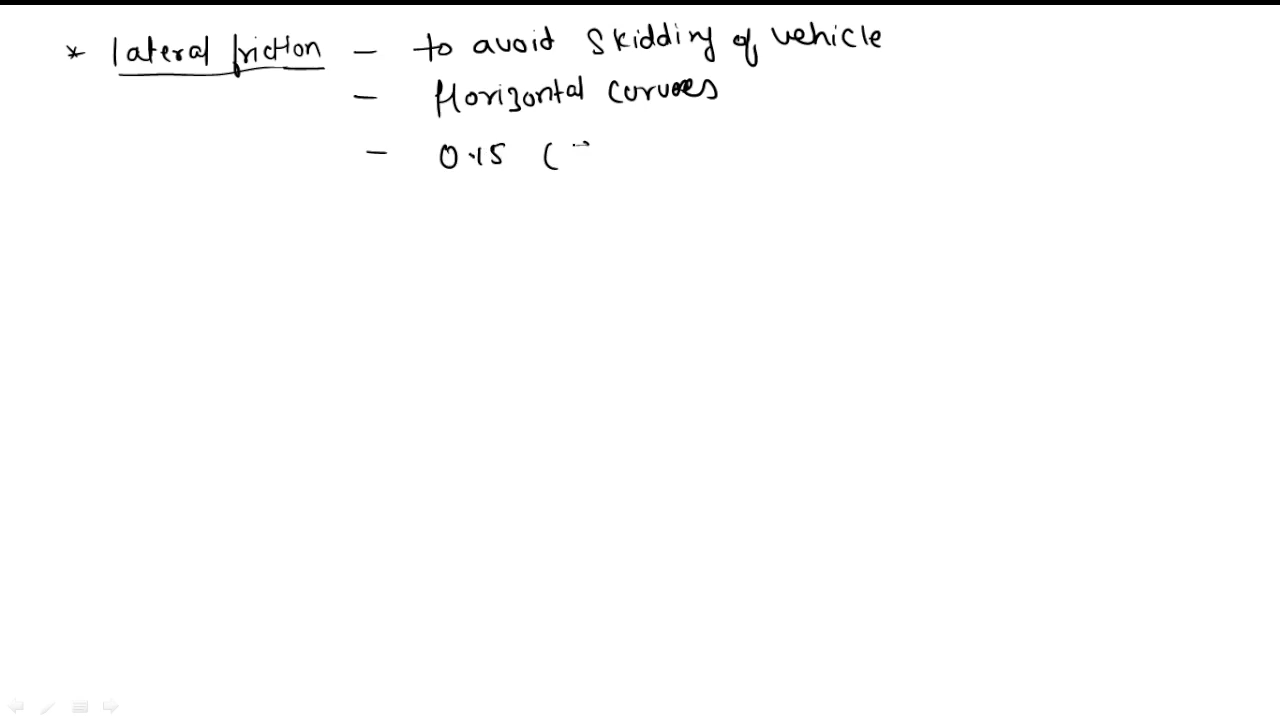 * lateral friction - to avoid skidding of vehicle
- Horizontal curves
- 0.15 (